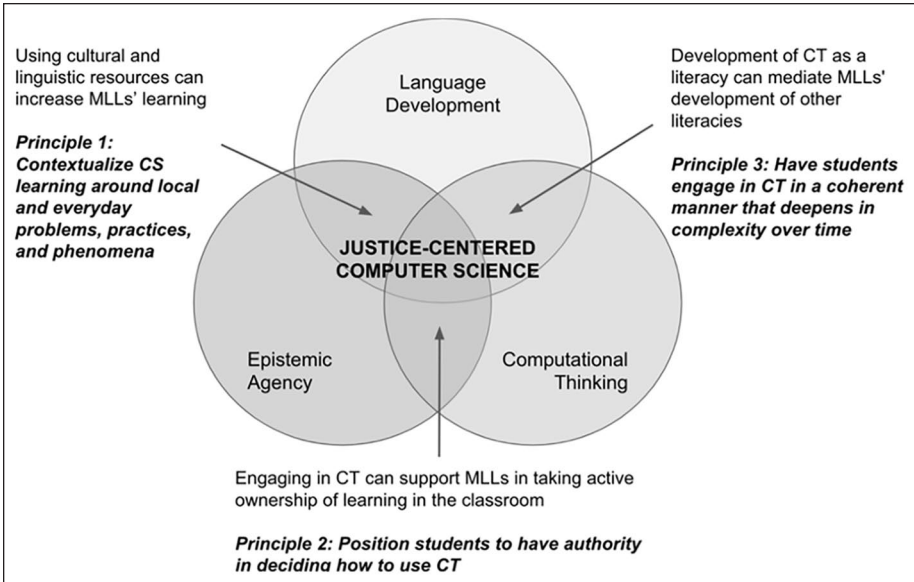 Using cultural and
linguistic resources can
increase MLLs' learning
Principle 1:
Contextualize CS
learning around local
and everyday
problems, practices,
and phenomena
Language
Development
Development of CT as a
literacy can mediate MLLs'
development of other
literacies
Principle 3: Have students
engage in CT in a coherent
manner that deepens in
complexity over time
JUSTICE-CENTERED
COMPUTER SCIENCE
Epistemic
Agency
Computational
Thinking
Engaging in CT can support MLLs in taking active
ownership of learning in the classroom
Principle 2: Position students to have authority
in deciding how to use CT